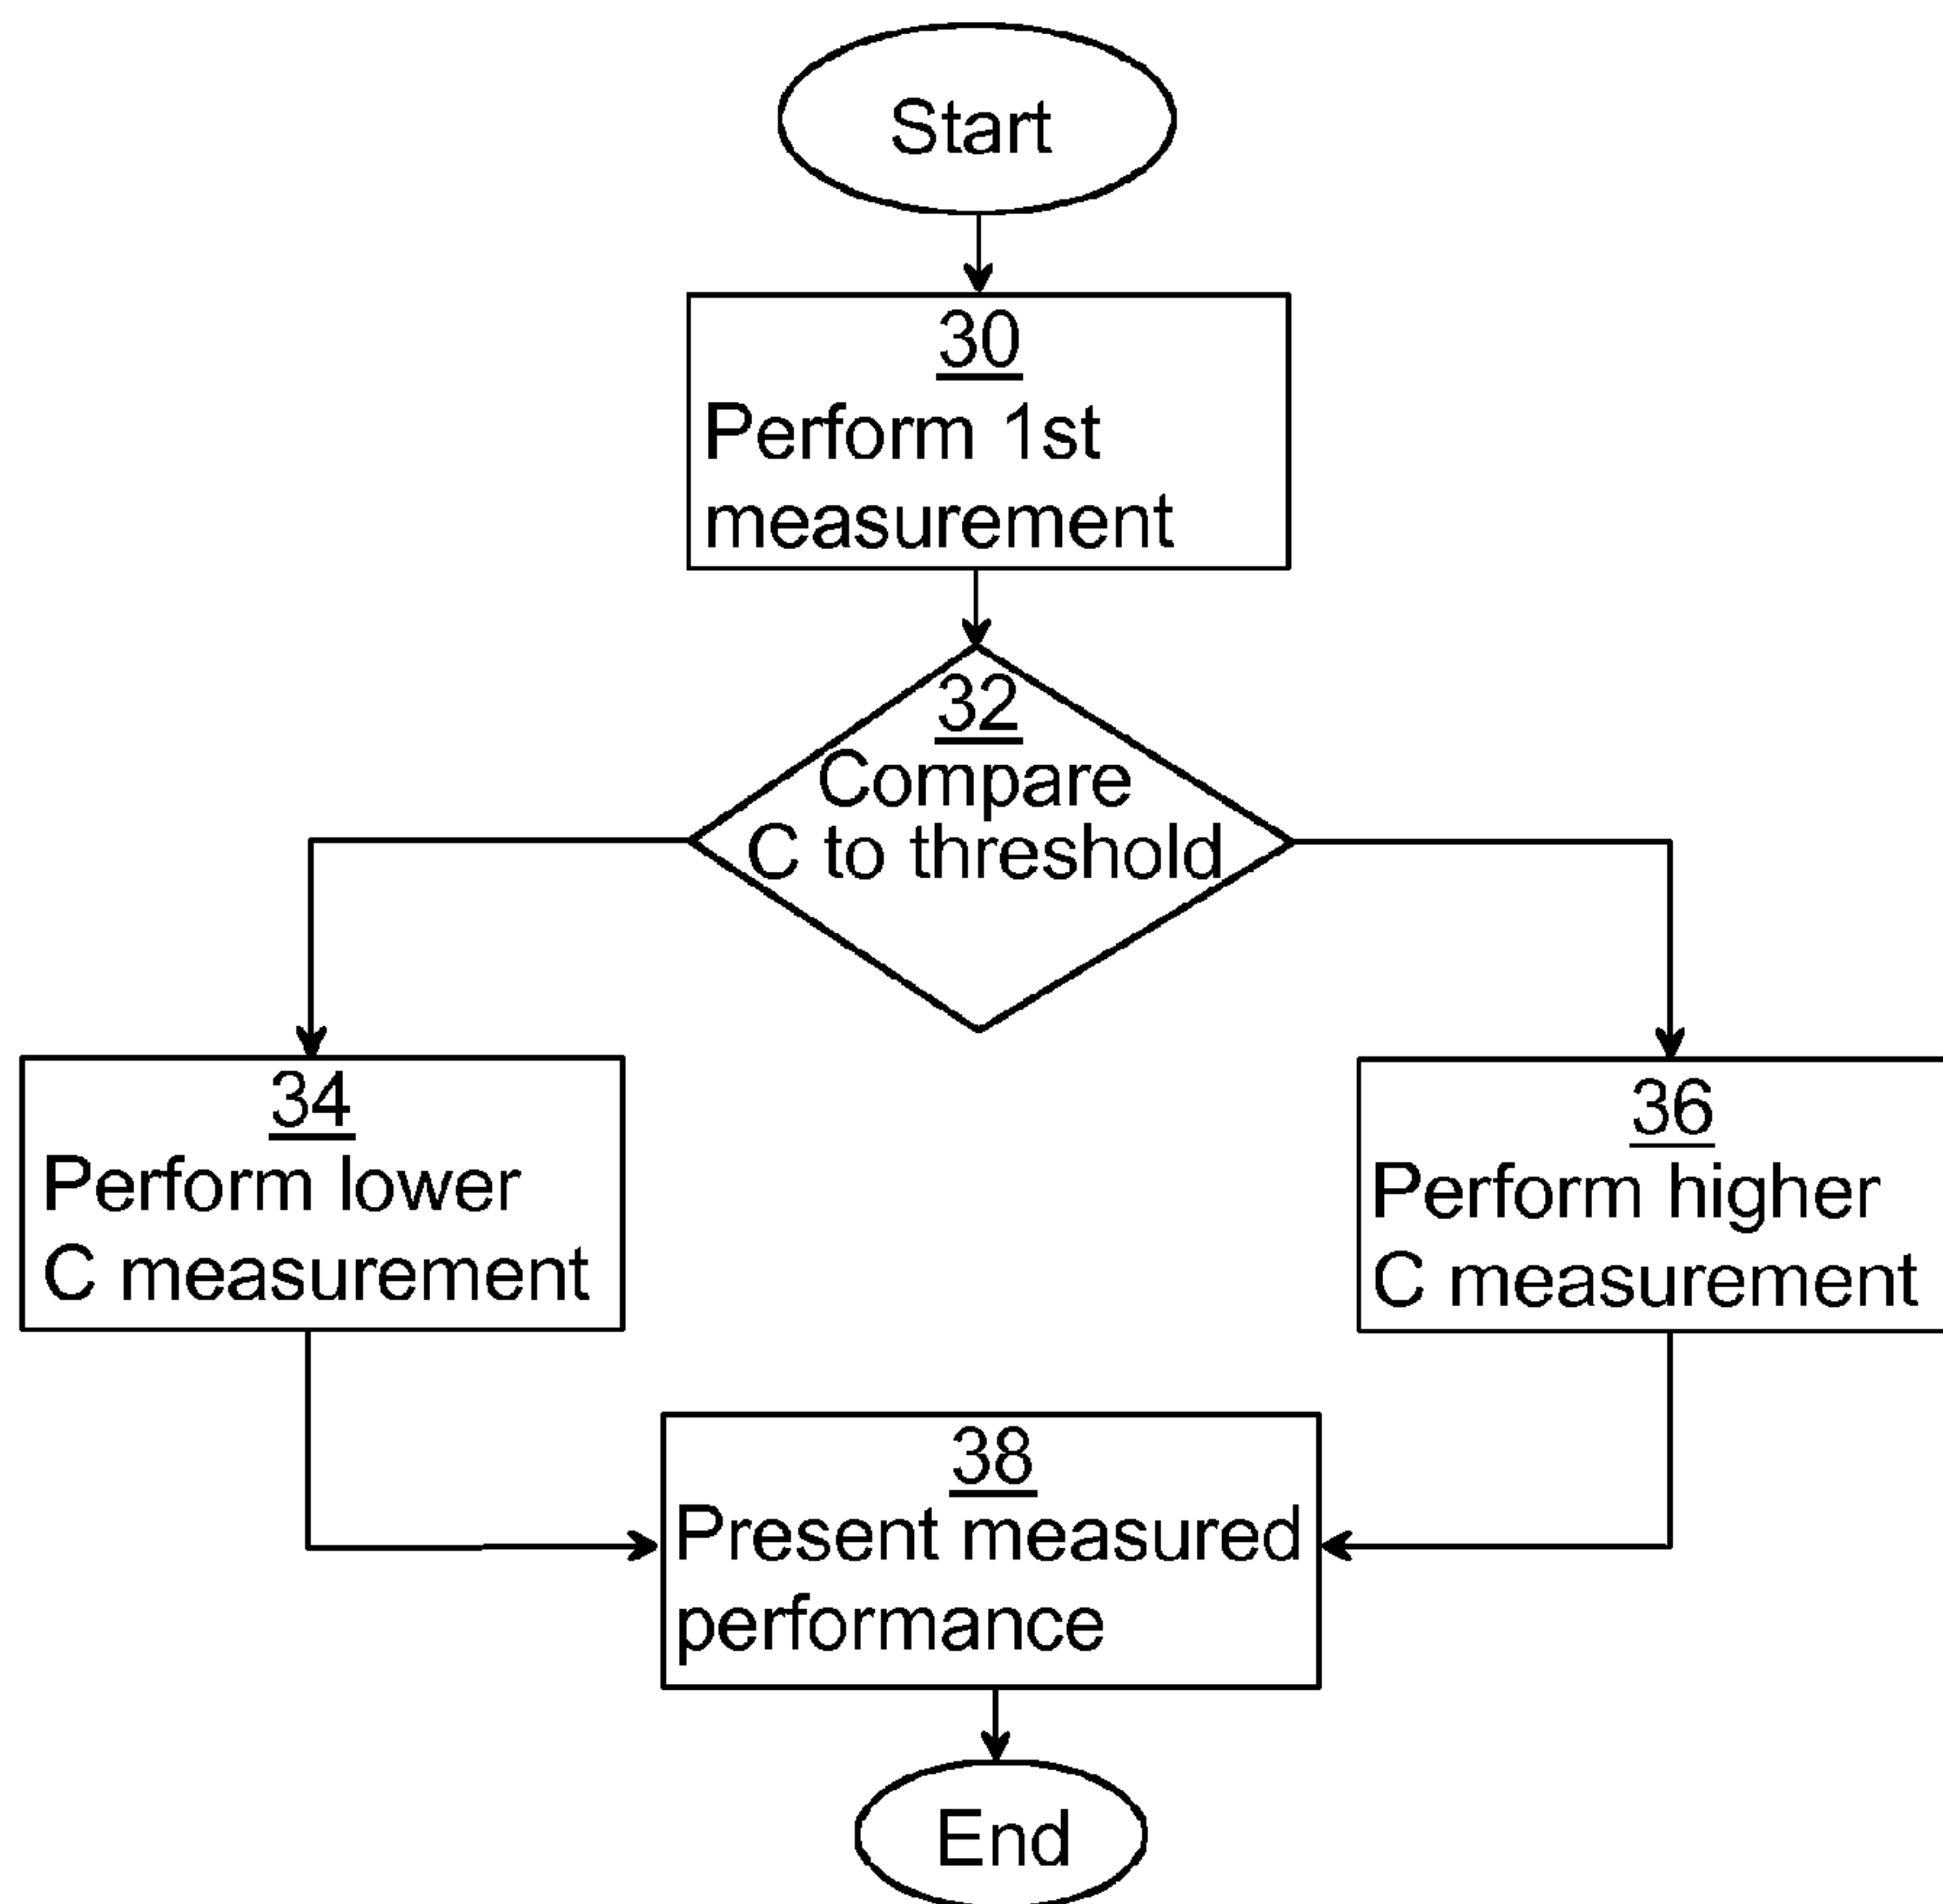 Start
30
Perform 1st
measurement
32
Compare
C to threshold
34
Perform lower
C measurement
36
Perform higher
C measurement
38
Present measured
performance
End